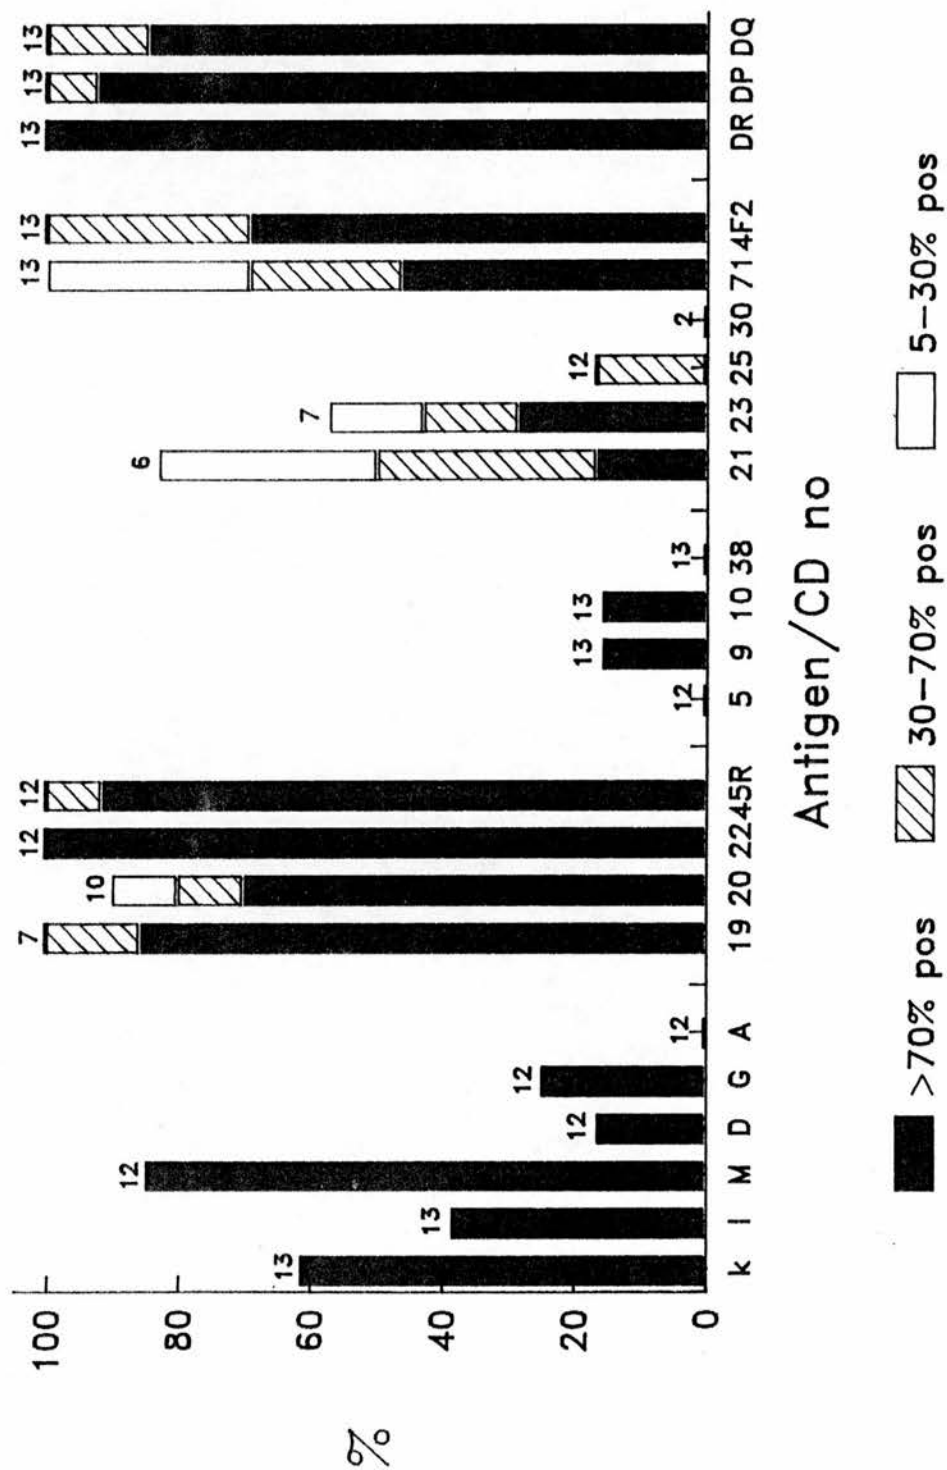 %
100
80
60
40
20
0
13 13 12 12 12 12 7 10 12 12 12 13 13 13 6 7 12 2 13 13 13 13 13
k l M D G A 19 20 22 45R 5 9 10 38 21 23 25 30 71 4F2 DR DP DQ
Antigen/CD no
>70% pos 30–70% pos 5–30% pos